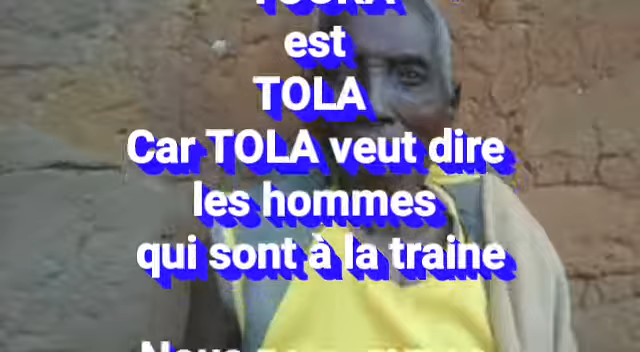 est
TOLA
Car TOLA veut dire
les hommes
qui sont à la traine